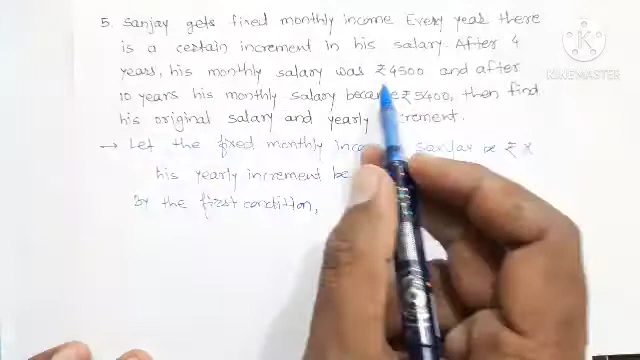 5. Sanjay gets fixed monthly income Every year there
is a certain increment in his salary. After 4
years, his monthly salary was ₹4500 and after
10 years his monthly salary became ₹5400, then find
his original salary and yearly crement.
→ Let the fixed monthly inco Sanjay be ₹ x
his yearly increment be
By the first condition,
KINEMASTER